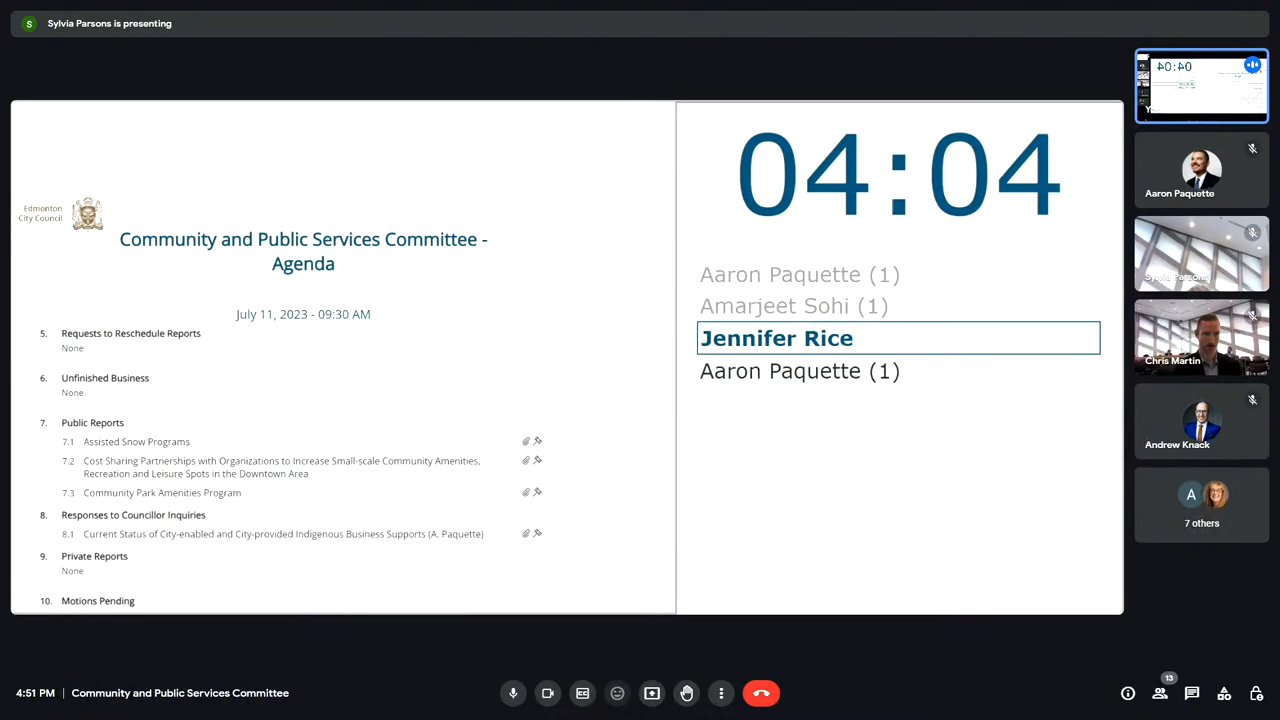 S Sylvia Parsons is presenting
Edmonton
City Council
Community and Public Services Committee -
Agenda
July 11, 2023 - 09:30 AM
5. Requests to Reschedule Reports
None
6. Unfinished Business
None
7. Public Reports
7.1 Assisted Snow Programs
7.2 Cost Sharing Partnerships with Organizations to Increase Small-scale Community Amenities,
Recreation and Leisure Spots in the Downtown Area
7.3 Community Park Amenities Program
8. Responses to Councillor Inquiries
8.1 Current Status of City-enabled and City-provided Indigenous Business Supports (A. Paquette)
9. Private Reports
None
10. Motions Pending
04:04
Aaron Paquette (1)
Amarjeet Sohi (1)
Jennifer Rice
Aaron Paquette (1)
04:04
Aaron Paquette
Sylvia Parsons
Chris Martin
Andrew Knack
A
7 others
4:51 PM | Community and Public Services Committee
CC
13